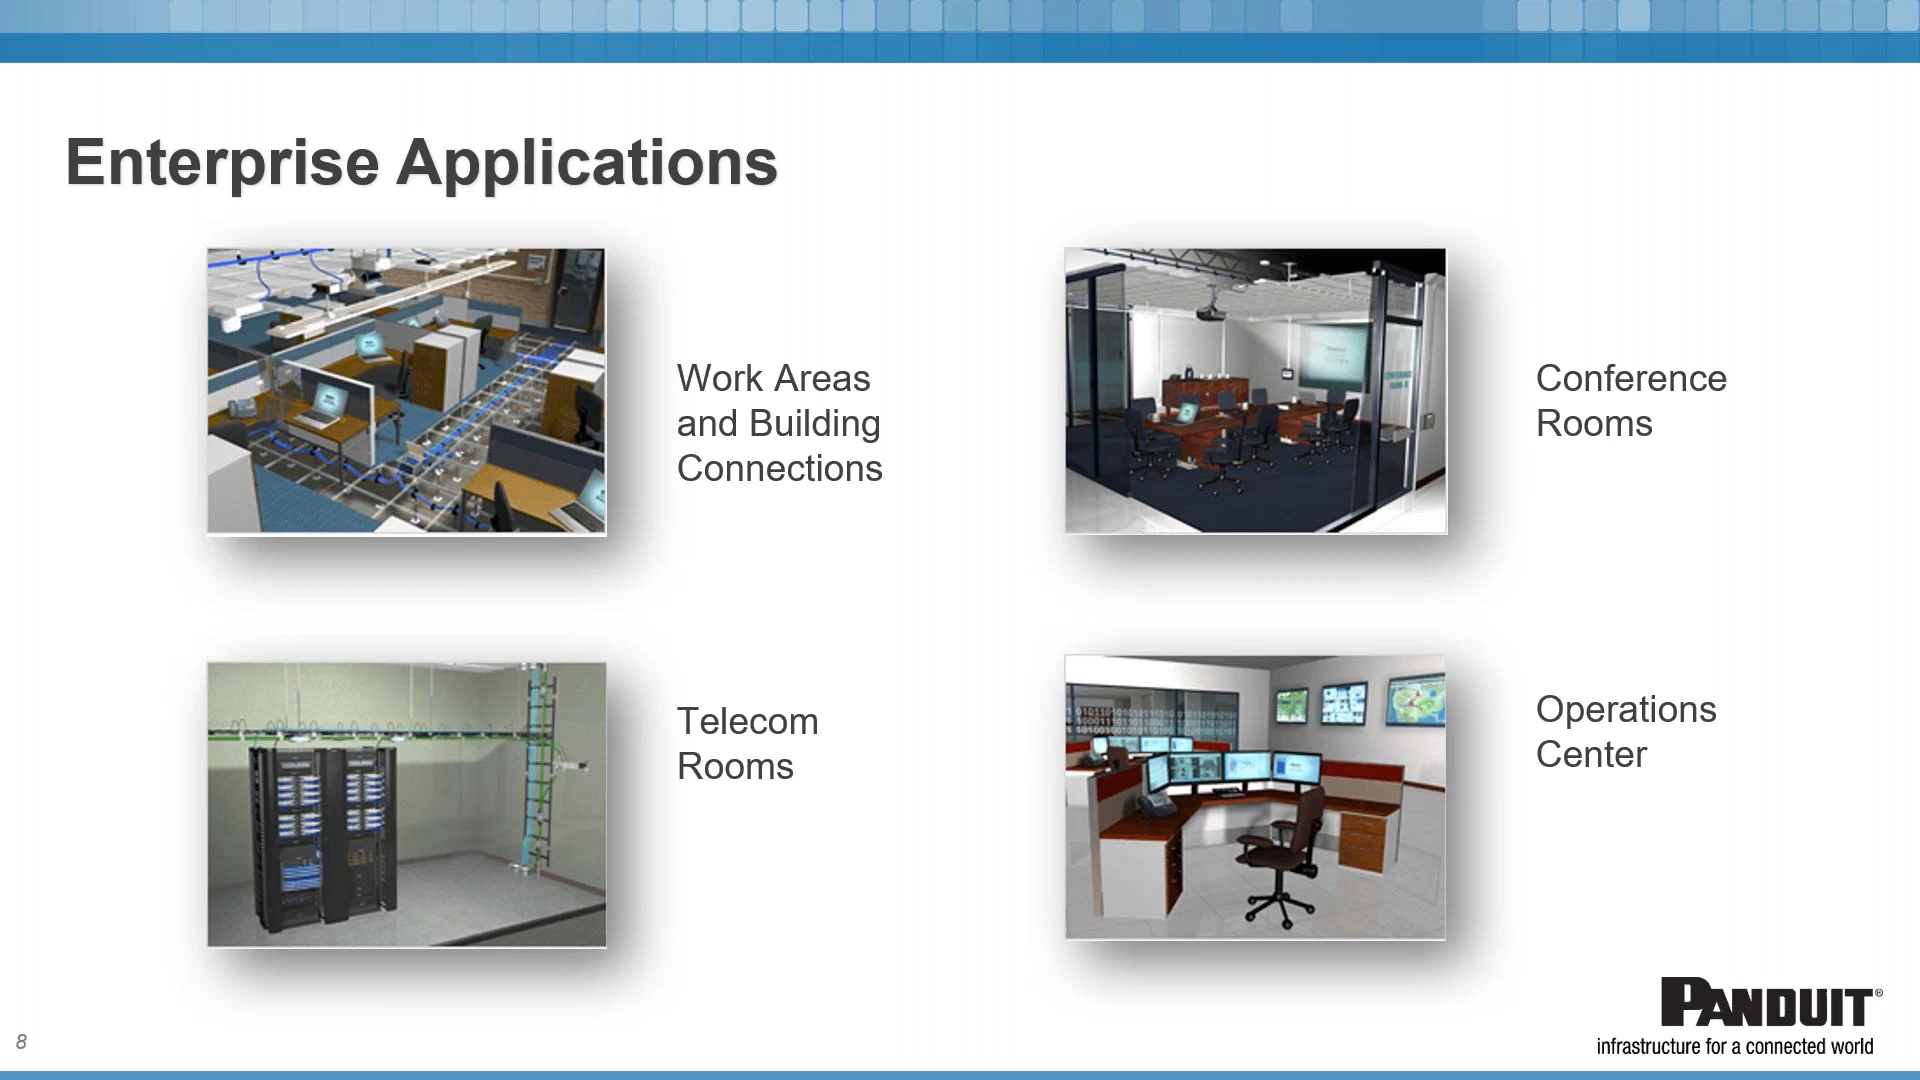 Enterprise Applications
Work Areas
and Building
Connections
Conference
Rooms
Telecom
Rooms
Operations
Center
PANDUIT®
infrastructure for a connected world
8